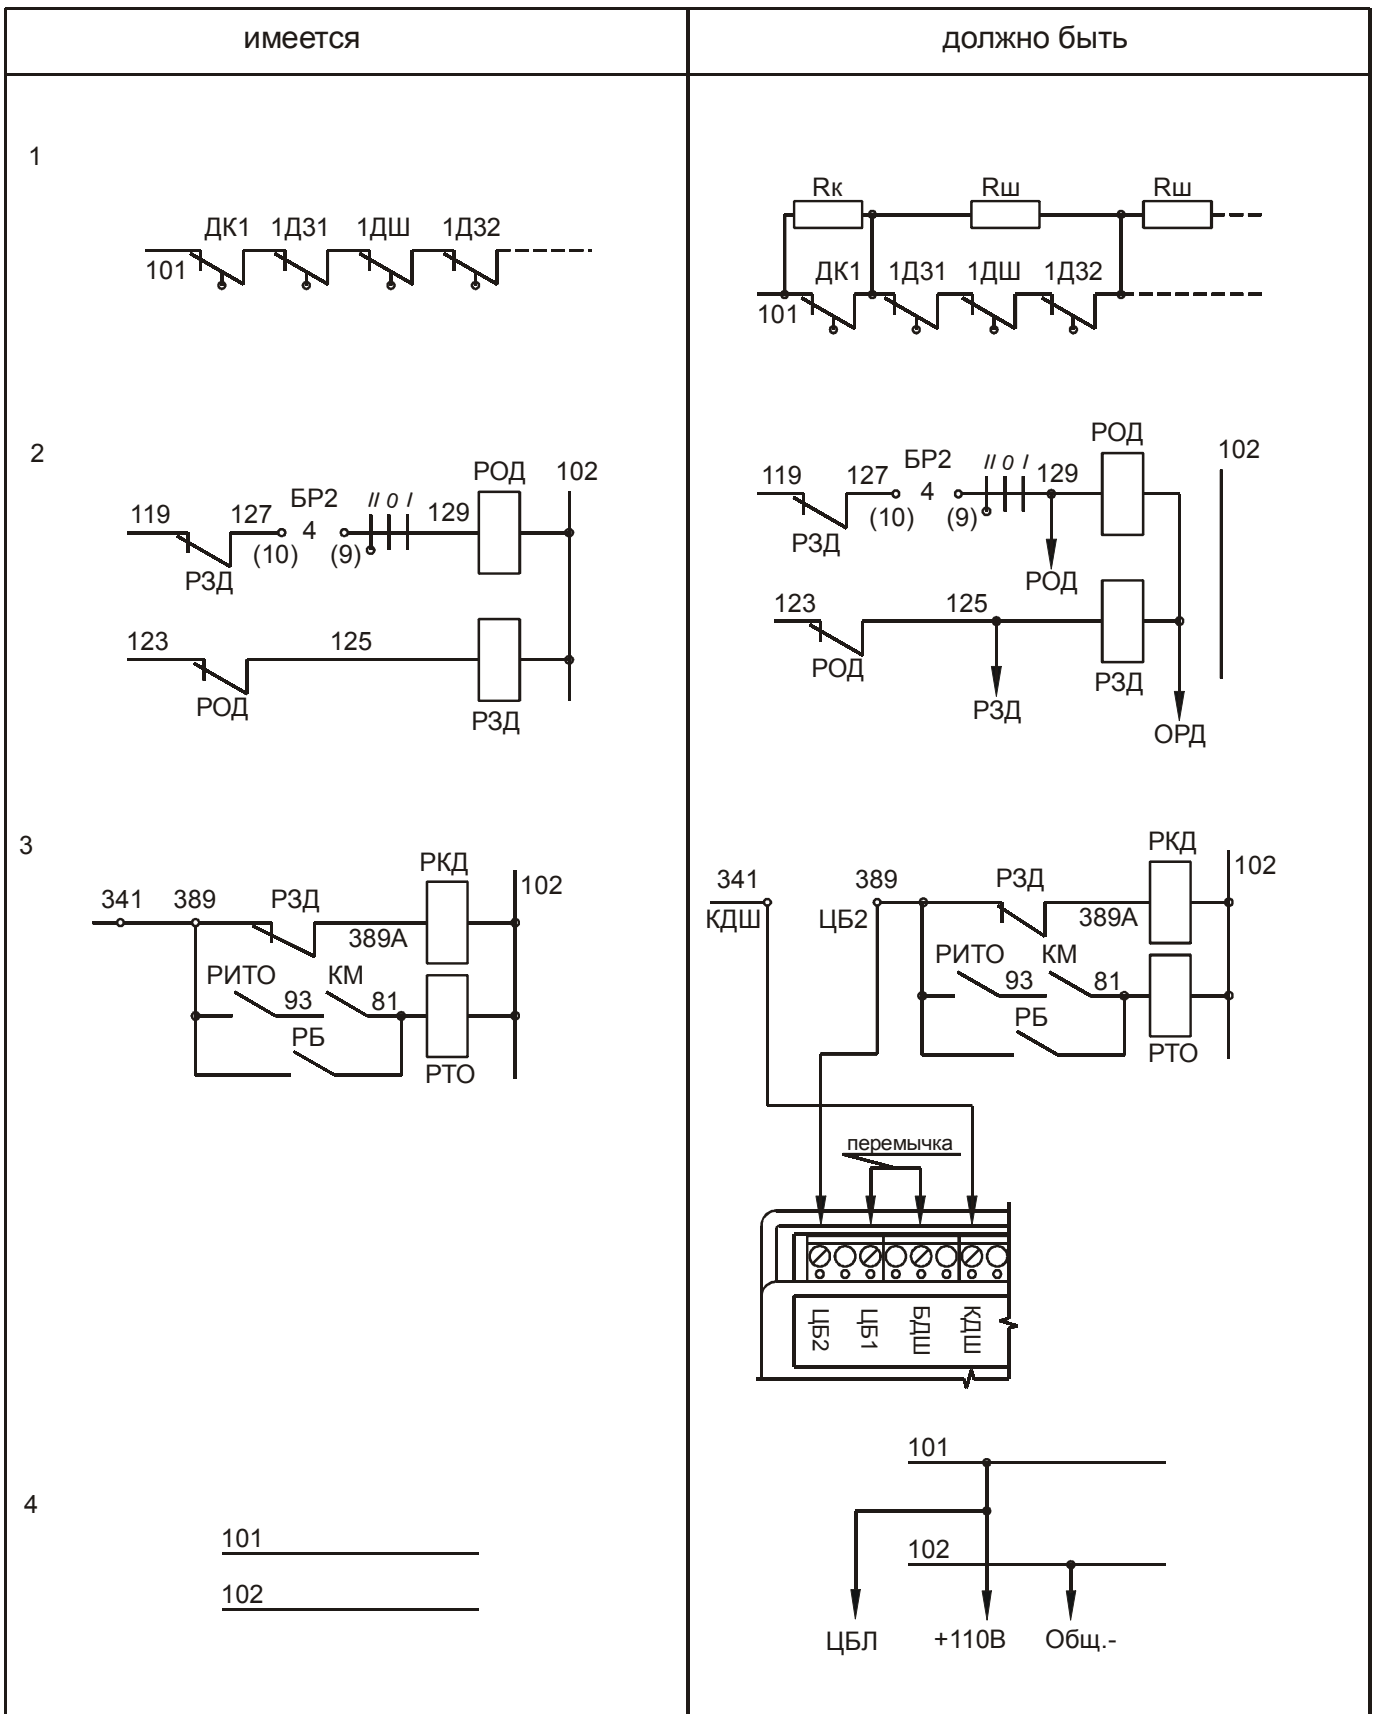 имеется
должно быть
1
ДК1 1ДЗ1 1ДШ 1ДЗ2
101
Rк Rш Rш
ДК1 1ДЗ1 1ДШ 1ДЗ2
101
2
119 127 БР2 4 (10) (9) II 0 I 129 РОД 102
РЗД
123 125
РОД РЗД
119 127 БР2 4 (10) (9) II 0 I 129 РОД 102
РЗД РОД
123 125
РОД РЗД РЗД
ОРД
3
341 389 РЗД 389А РКД 102
РИТО 93 КМ 81
РБ РТО
341 389 РЗД 389А РКД 102
КДШ ЦБ2
РИТО 93 КМ 81
РБ РТО
перемычка
ЦБ2 ЦБ1 БДШ КДШ
4
101
102
101
102
ЦБЛ +110В Общ.-